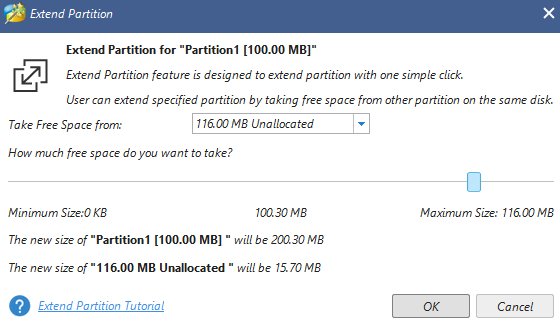 Extend Partition
Extend Partition for "Partition1 [100.00 MB]"
Extend Partition feature is designed to extend partition with one simple click.
User can extend specified partition by taking free space from other partition on the same disk.
Take Free Space from: 116.00 MB Unallocated
How much free space do you want to take?
Minimum Size:0 KB 100.30 MB Maximum Size: 116.00 MB
The new size of "Partition1 [100.00 MB] " will be 200.30 MB
The new size of "116.00 MB Unallocated " will be 15.70 MB
? Extend Partition Tutorial OK Cancel